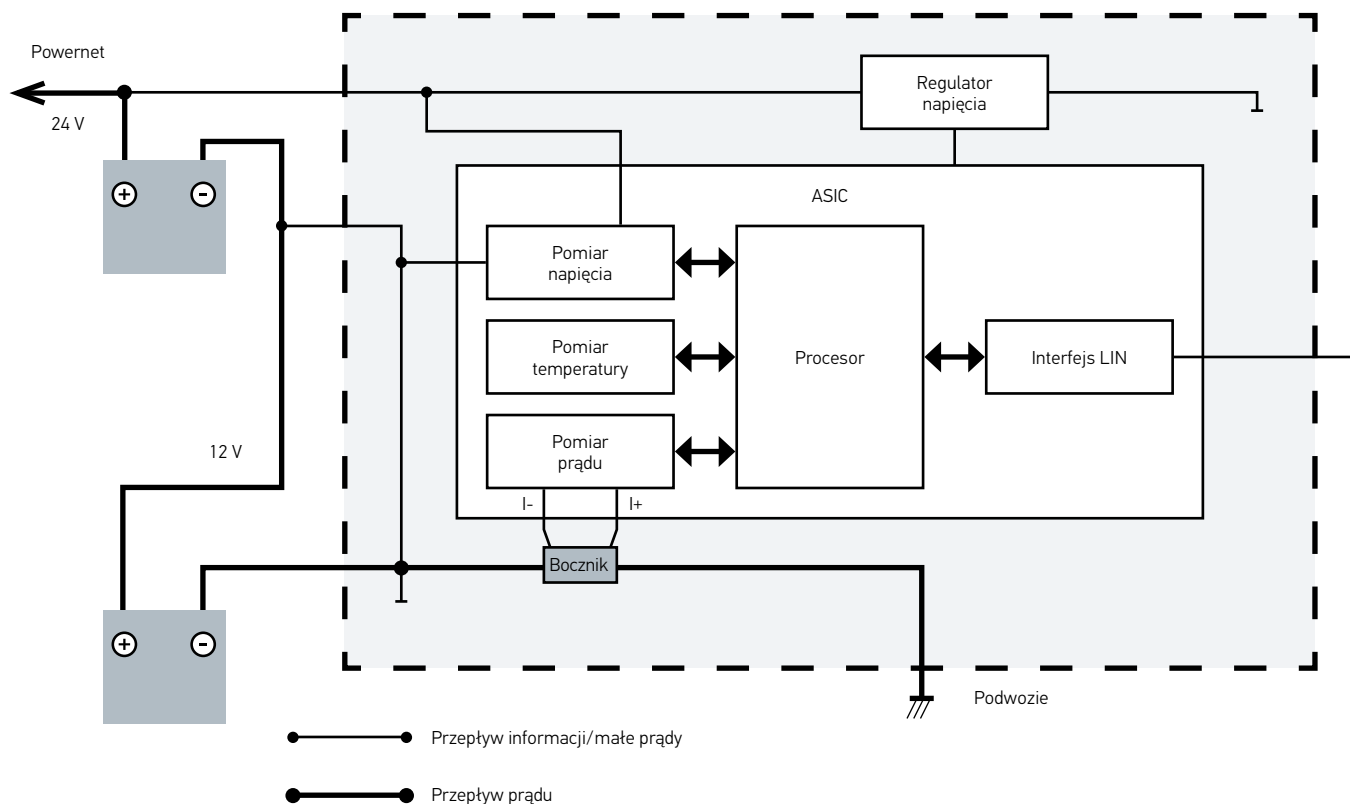 Powernet
24 V
Regulator
napięcia
+
-
ASIC
Pomiar
napięcia
Pomiar
temperatury
Procesor
Interfejs LIN
12 V
Pomiar
prądu
I-
I+
Bocznik
+
-
Podwozie
Przepływ informacji/małe prądy
Przepływ prądu